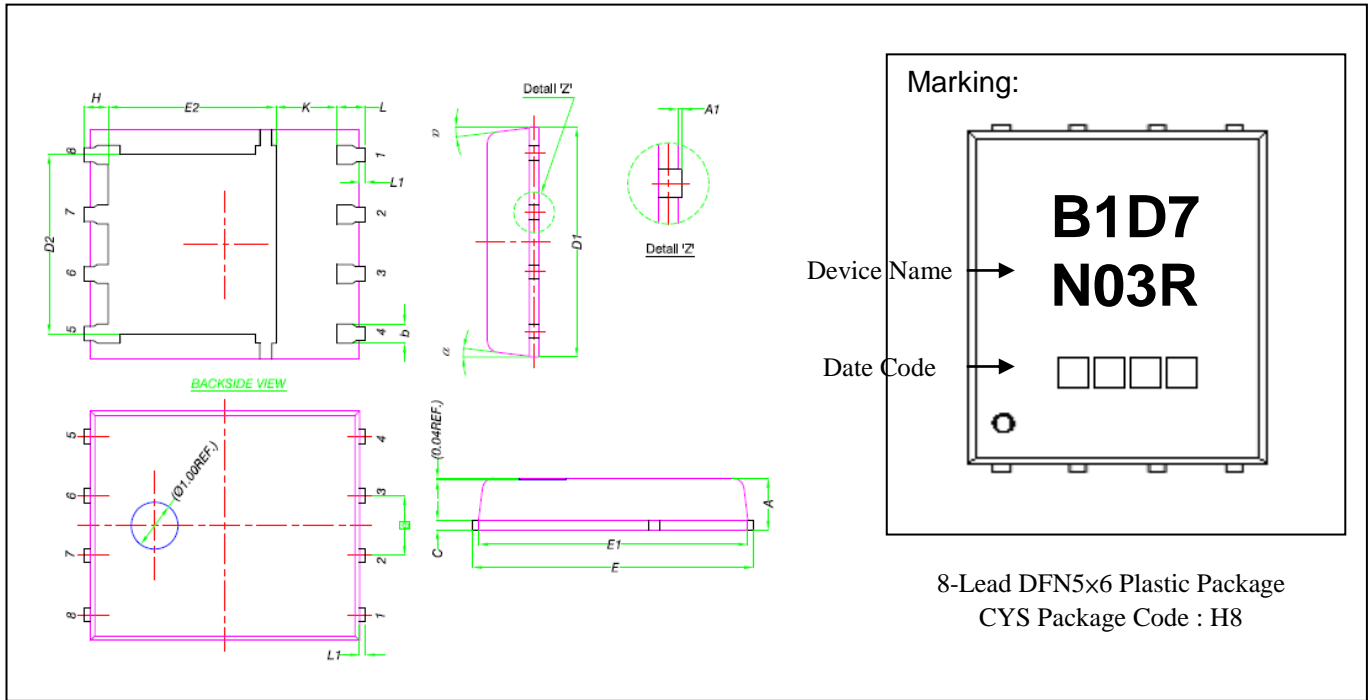 H E2 K L
8 1
L1
7 2
D2
6 3
5 4
b
BACKSIDE VIEW
Detail 'Z'
α
D1
α
A1
Detail 'Z'
5 4
(Ø1.00REF.)
6 3
7 2
8 1
L1
(0.04REF.)
A
C
E1
E
Marking:
B1D7
N03R
Device Name
Date Code
8-Lead DFN5×6 Plastic Package
CYS Package Code : H8